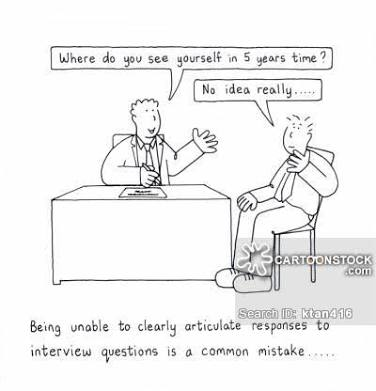 Where do you see yourself in 5 years time?
No idea really.....
CARTOONSTOCK
.com
Search ID: ktan416
Being unable to clearly articulate responses to
interview questions is a common mistake.....